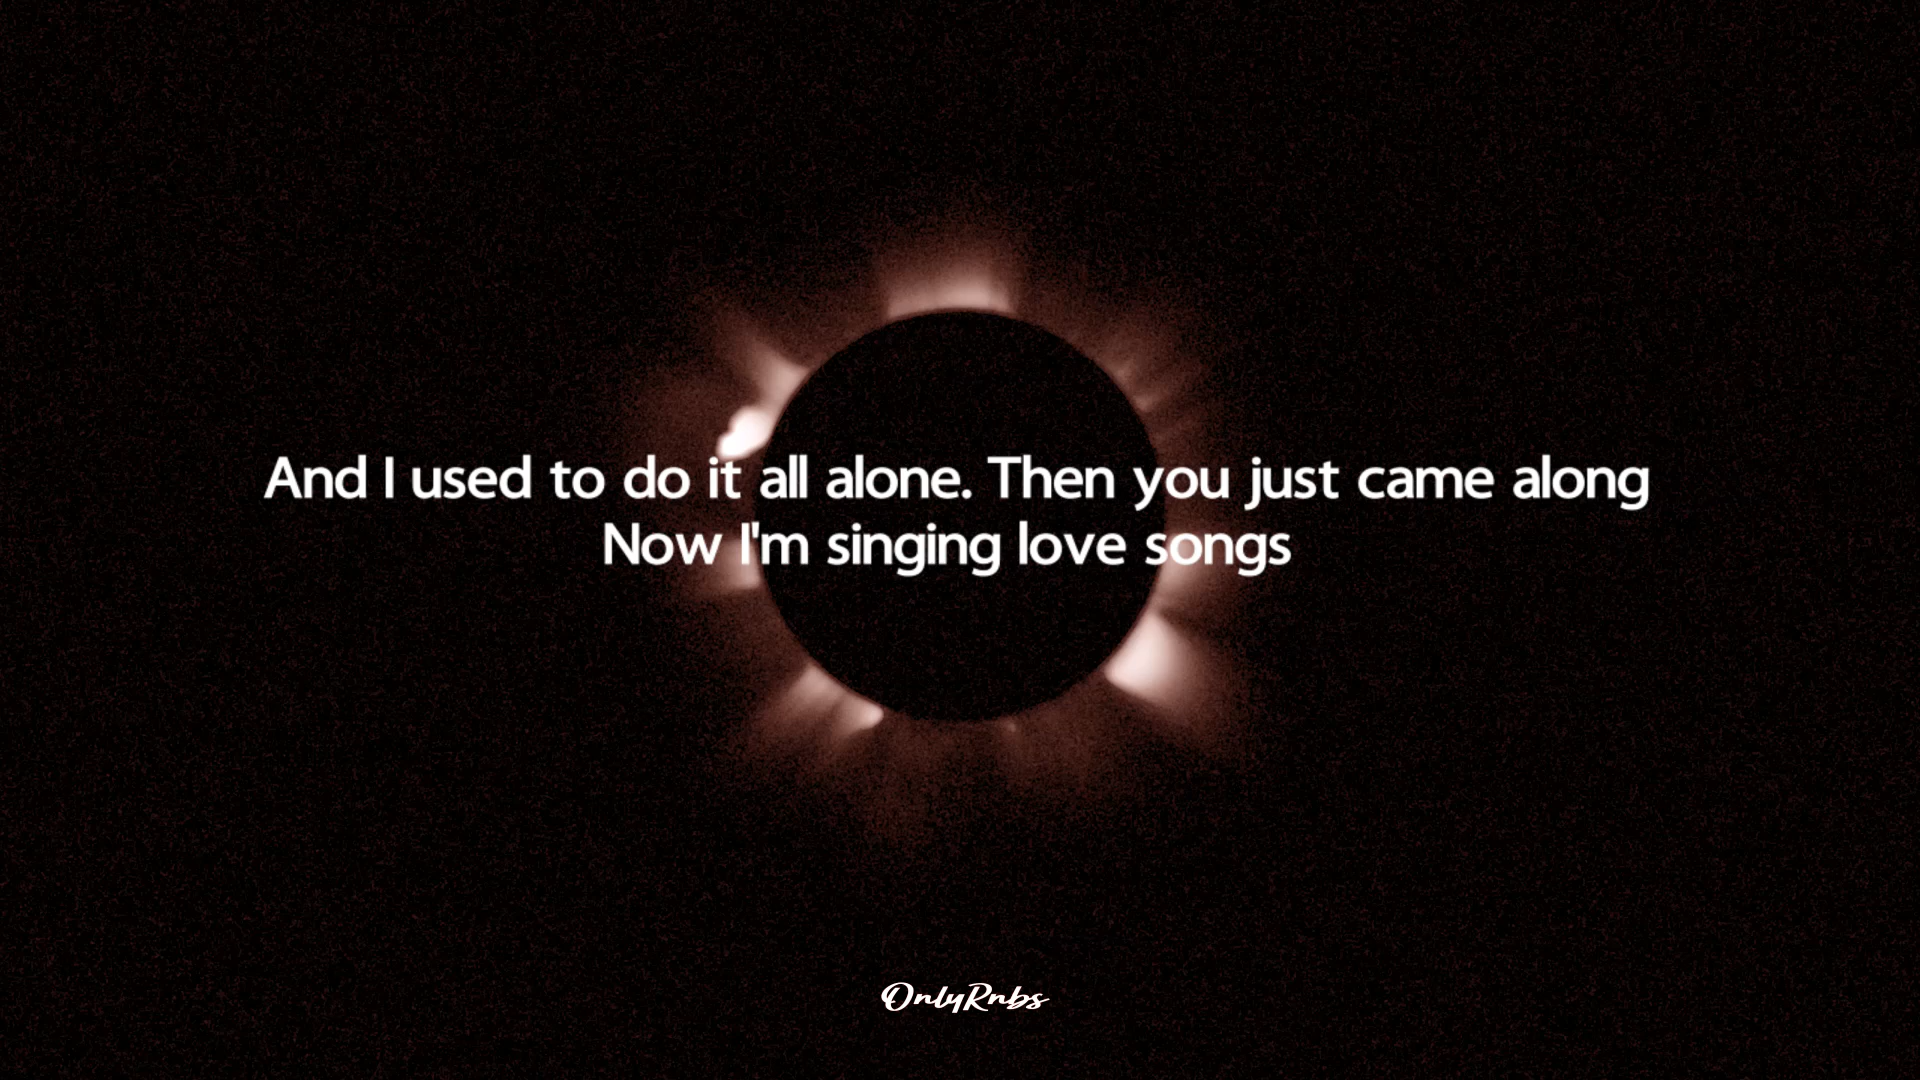 And I used to do it all alone. Then you just came along
Now I'm singing love songs
OnlyRnbs